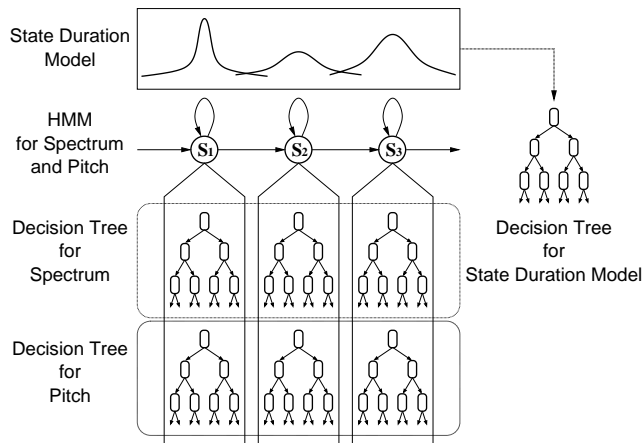 State Duration
Model
HMM
for Spectrum
and Pitch
S1
S2
S3
Decision Tree
for
Spectrum
Decision Tree
for
State Duration Model
Decision Tree
for
Pitch